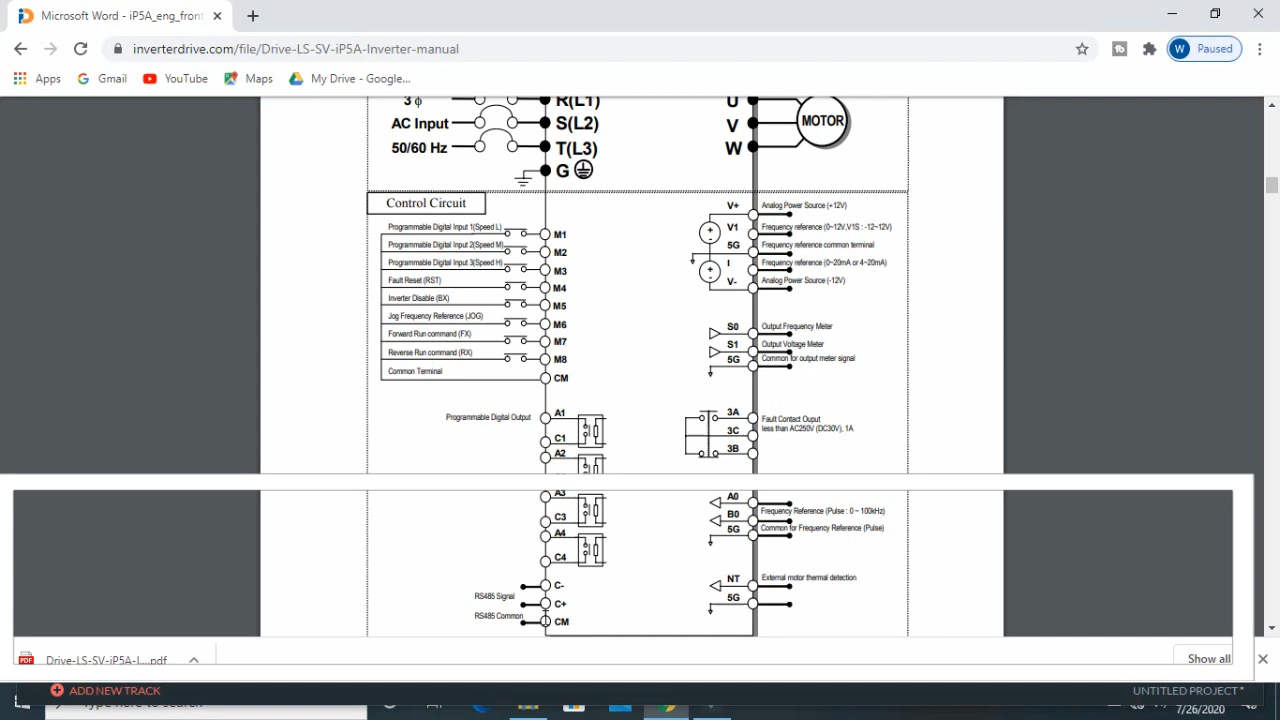 Microsoft Word - iP5A_eng_front
inverterdrive.com/file/Drive-LS-SV-iP5A-Inverter-manual
W Paused
Apps Gmail YouTube Maps My Drive - Google...
3 ϕ R(L1) U
AC Input S(L2) V MOTOR
50/60 Hz T(L3) W
G
Control Circuit
V+ Analog Power Source (+12V)
Programmable Digital Input 1(Speed L) M1 V1 Frequency reference (0~12V,V1S : -12~12V)
Programmable Digital Input 2(Speed M) M2 5G Frequency reference common terminal
Programmable Digital Input 3(Speed H) M3 I Frequency reference (0~20mA or 4~20mA)
Fault Reset (RST) M4 V- Analog Power Source (-12V)
Inverter Disable (BX) M5
Jog Frequency Reference (JOG) M6 S0 Output Frequency Meter
Forward Run command (FX) M7 S1 Output Voltage Meter
Reverse Run command (RX) M8 5G Common for output meter signal
Common Terminal CM
Programmable Digital Output A1 3A Fault Contact Ouput
less than AC250V (DC30V), 1A
C1 3C
A2 3B
A3 A0
C3 B0 Frequency Reference (Pulse : 0 ~ 100kHz)
A4 5G Common for Frequency Reference (Pulse)
C4
C- NT External motor thermal detection
RS485 Signal C+ 5G
RS485 Common CM
PDF Drive-LS-SV-iP5A-I....pdf Show all
ADD NEW TRACK UNTITLED PROJECT*
Type here to search 7/26/2020